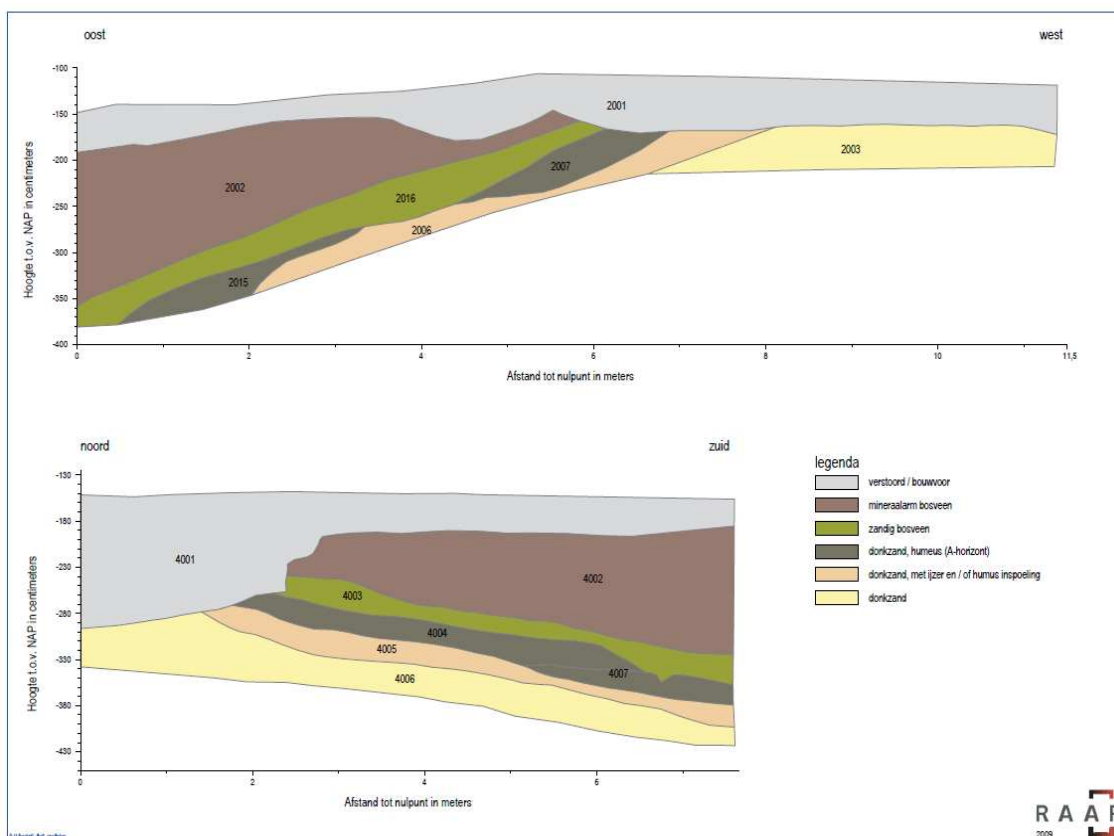 oost
west
-100
-150
-200
-250
-300
-350
-400
Hoogte t.o.v. NAP in centimeters
2001
2002
2003
2007
2016
2006
2015
0
2
4
6
8
10
11,5
Afstand tot nulpunt in meters
noord
zuid
-130
-180
-230
-280
-330
-380
-430
Hoogte t.o.v. NAP in centimeters
4001
4002
4003
4004
4005
4007
4006
0
2
4
6
Afstand tot nulpunt in meters
legenda
verstoord / bouwvoor
mineraalarm bosveen
zandig bosveen
donkzand, humeus (A-horizont)
donkzand, met ijzer en / of humus inspoeling
donkzand
RAAP
2009